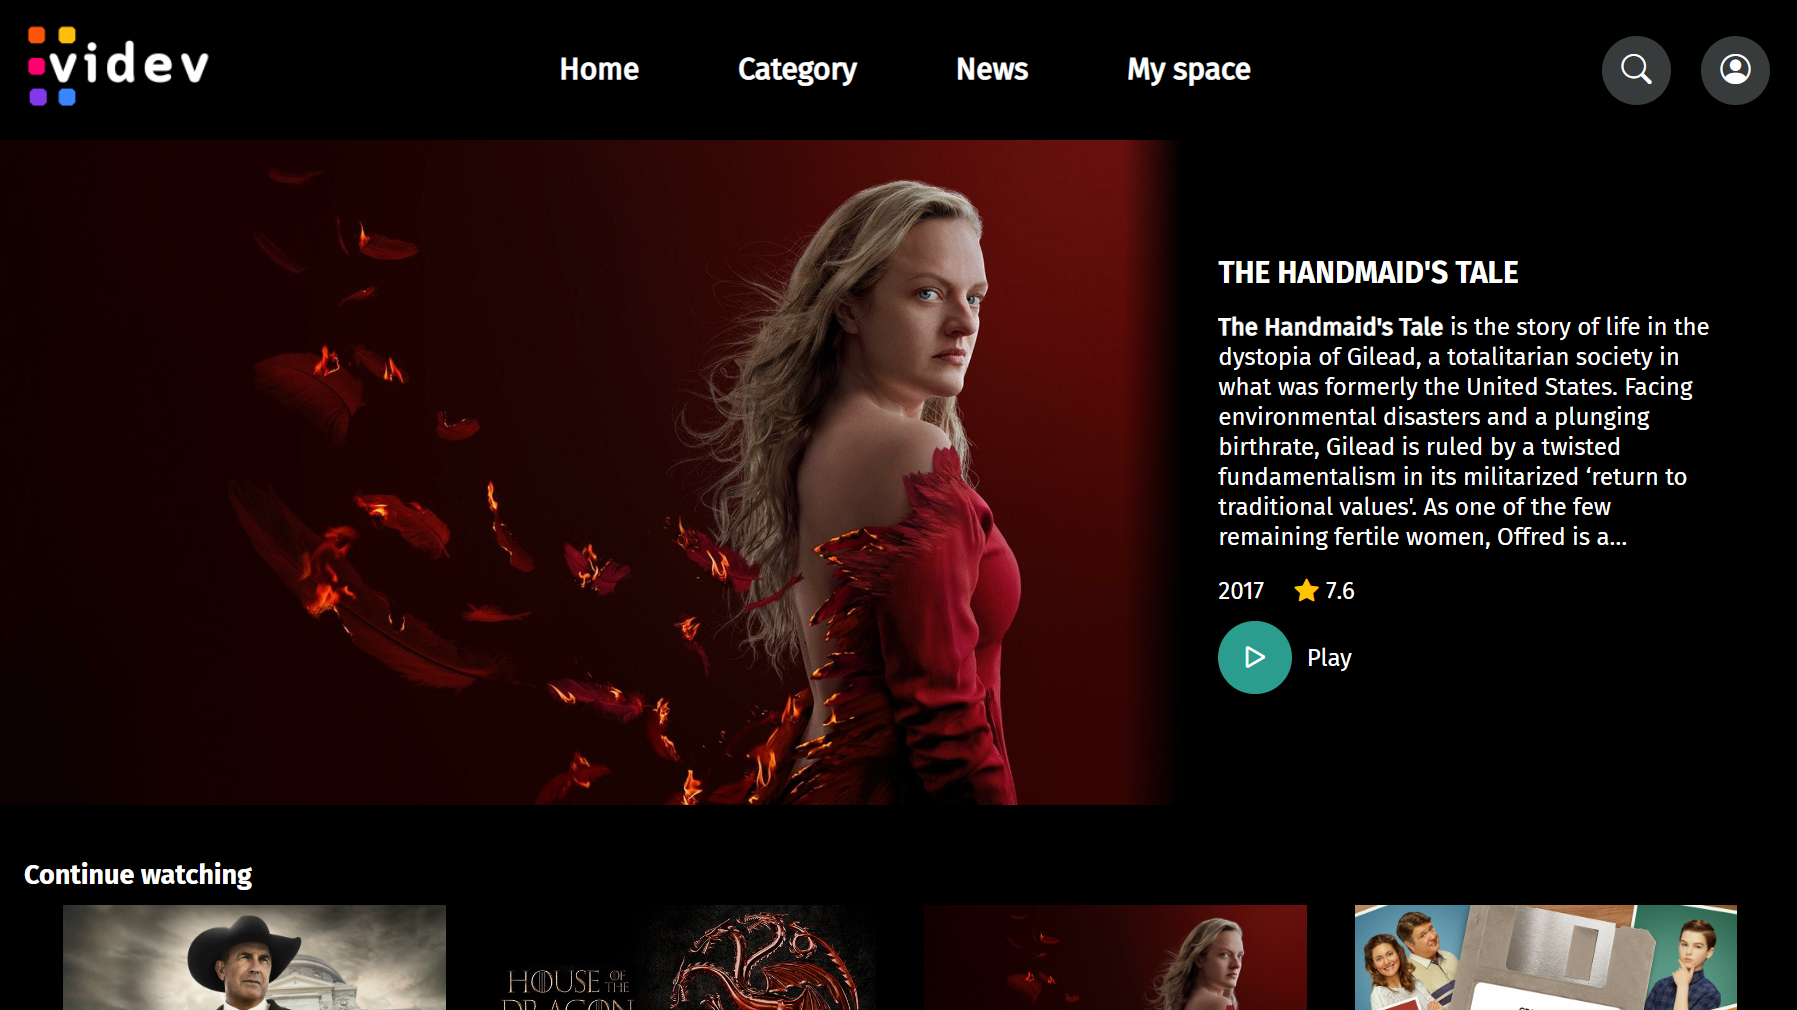 videv
Home
Category
News
My space
THE HANDMAID'S TALE
The Handmaid's Tale is the story of life in the
dystopia of Gilead, a totalitarian society in
what was formerly the United States. Facing
environmental disasters and a plunging
birthrate, Gilead is ruled by a twisted
fundamentalism in its militarized ‘return to
traditional values'. As one of the few
remaining fertile women, Offred is a...
2017
7.6
Play
Continue watching
HOUSE OF THE
DRAGON